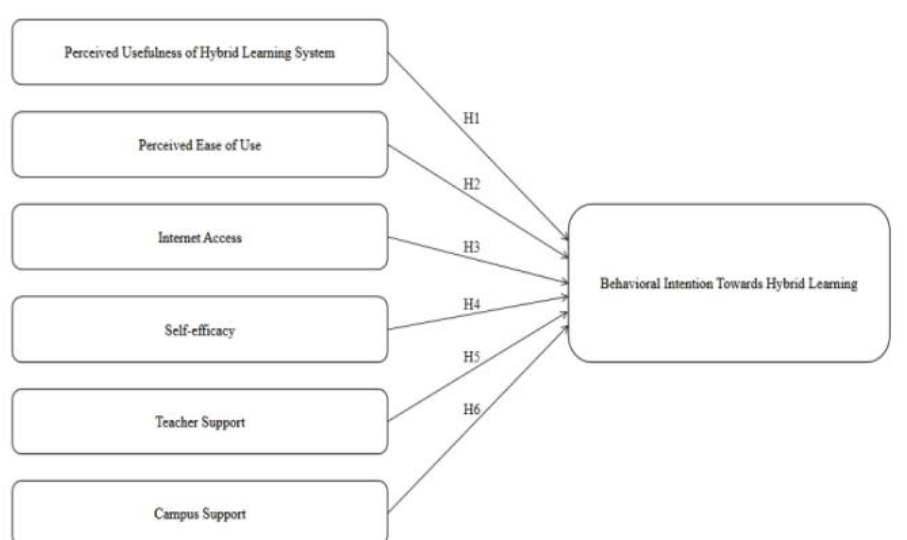 Perceived Usefulness of Hybrid Learning System
H1
Perceived Ease of Use
H2
Internet Access
H3
Behavioral Intention Towards Hybrid Learning
Self-efficacy
H4
Teacher Support
H5
H6
Campus Support